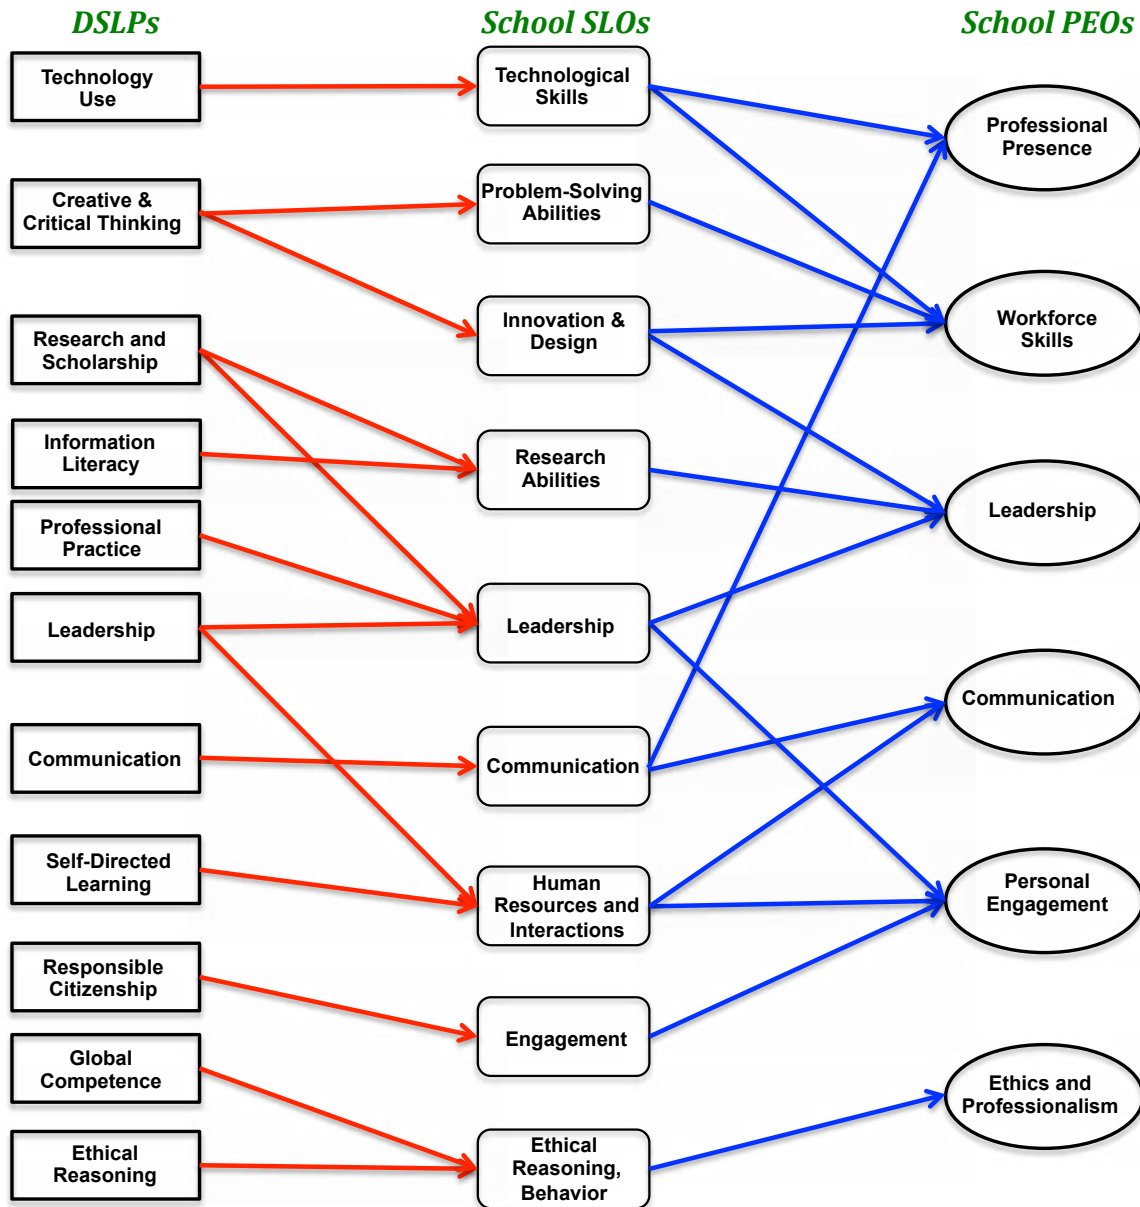 DSLPs
School SLOs
School PEOs
Technology
Use
Creative &
Critical Thinking
Research and
Scholarship
Information
Literacy
Professional
Practice
Leadership
Communication
Self-Directed
Learning
Responsible
Citizenship
Global
Competence
Ethical
Reasoning
Technological
Skills
Problem-Solving
Abilities
Innovation &
Design
Research
Abilities
Leadership
Communication
Human
Resources and
Interactions
Engagement
Ethical
Reasoning,
Behavior
Professional
Presence
Workforce
Skills
Leadership
Communication
Personal
Engagement
Ethics and
Professionalism